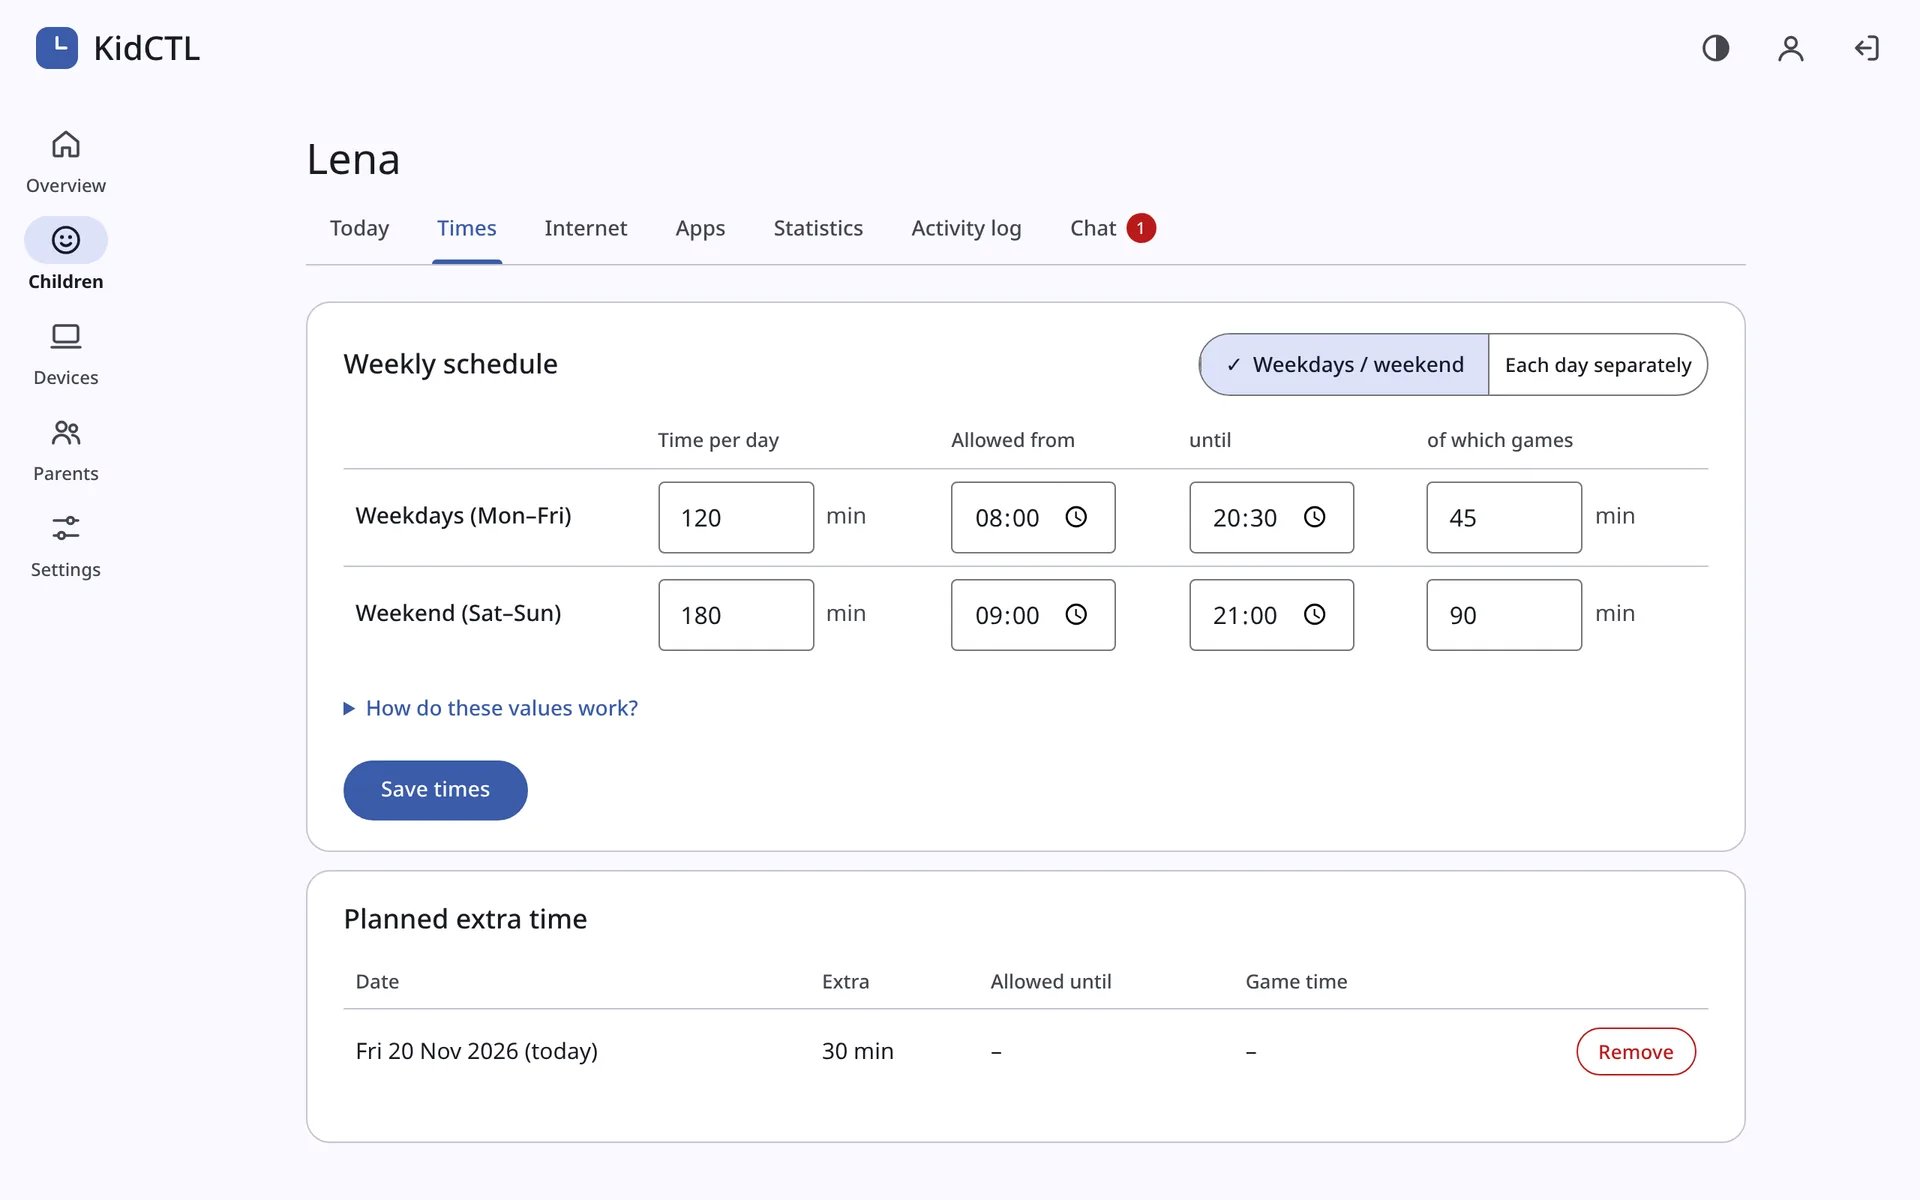 KidCTL
Overview
Children
Devices
Parents
Settings
Lena
Today Times Internet Apps Statistics Activity log Chat 1
Weekly schedule
✓ Weekdays / weekend Each day separately
Time per day Allowed from until of which games
Weekdays (Mon–Fri) 120 min 08:00 20:30 45 min
Weekend (Sat–Sun) 180 min 09:00 21:00 90 min
How do these values work?
Save times
Planned extra time
Date Extra Allowed until Game time
Fri 20 Nov 2026 (today) 30 min – – Remove